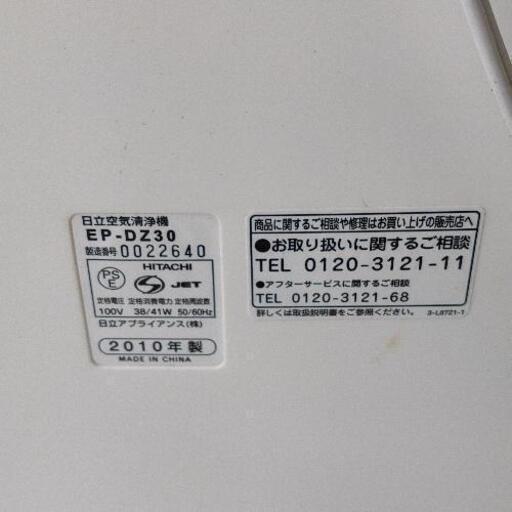 日立空気清浄機
EP-DZ30
製造番号 0022640
PSE
HITACHI
JET
定格電圧 定格消費電力 定格周波数
100V 38/41W 50/60Hz
日立アプライアンス(株)
2010年製
MADE IN CHINA
商品に関するご相談や修理はお買い上げの販売店へ
●お取り扱いに関するご相談
TEL 0120-3121-11
●アフターサービスに関するご相談
TEL 0120-3121-68
詳しくは取扱説明書をご参照ください。 3-L8721-1